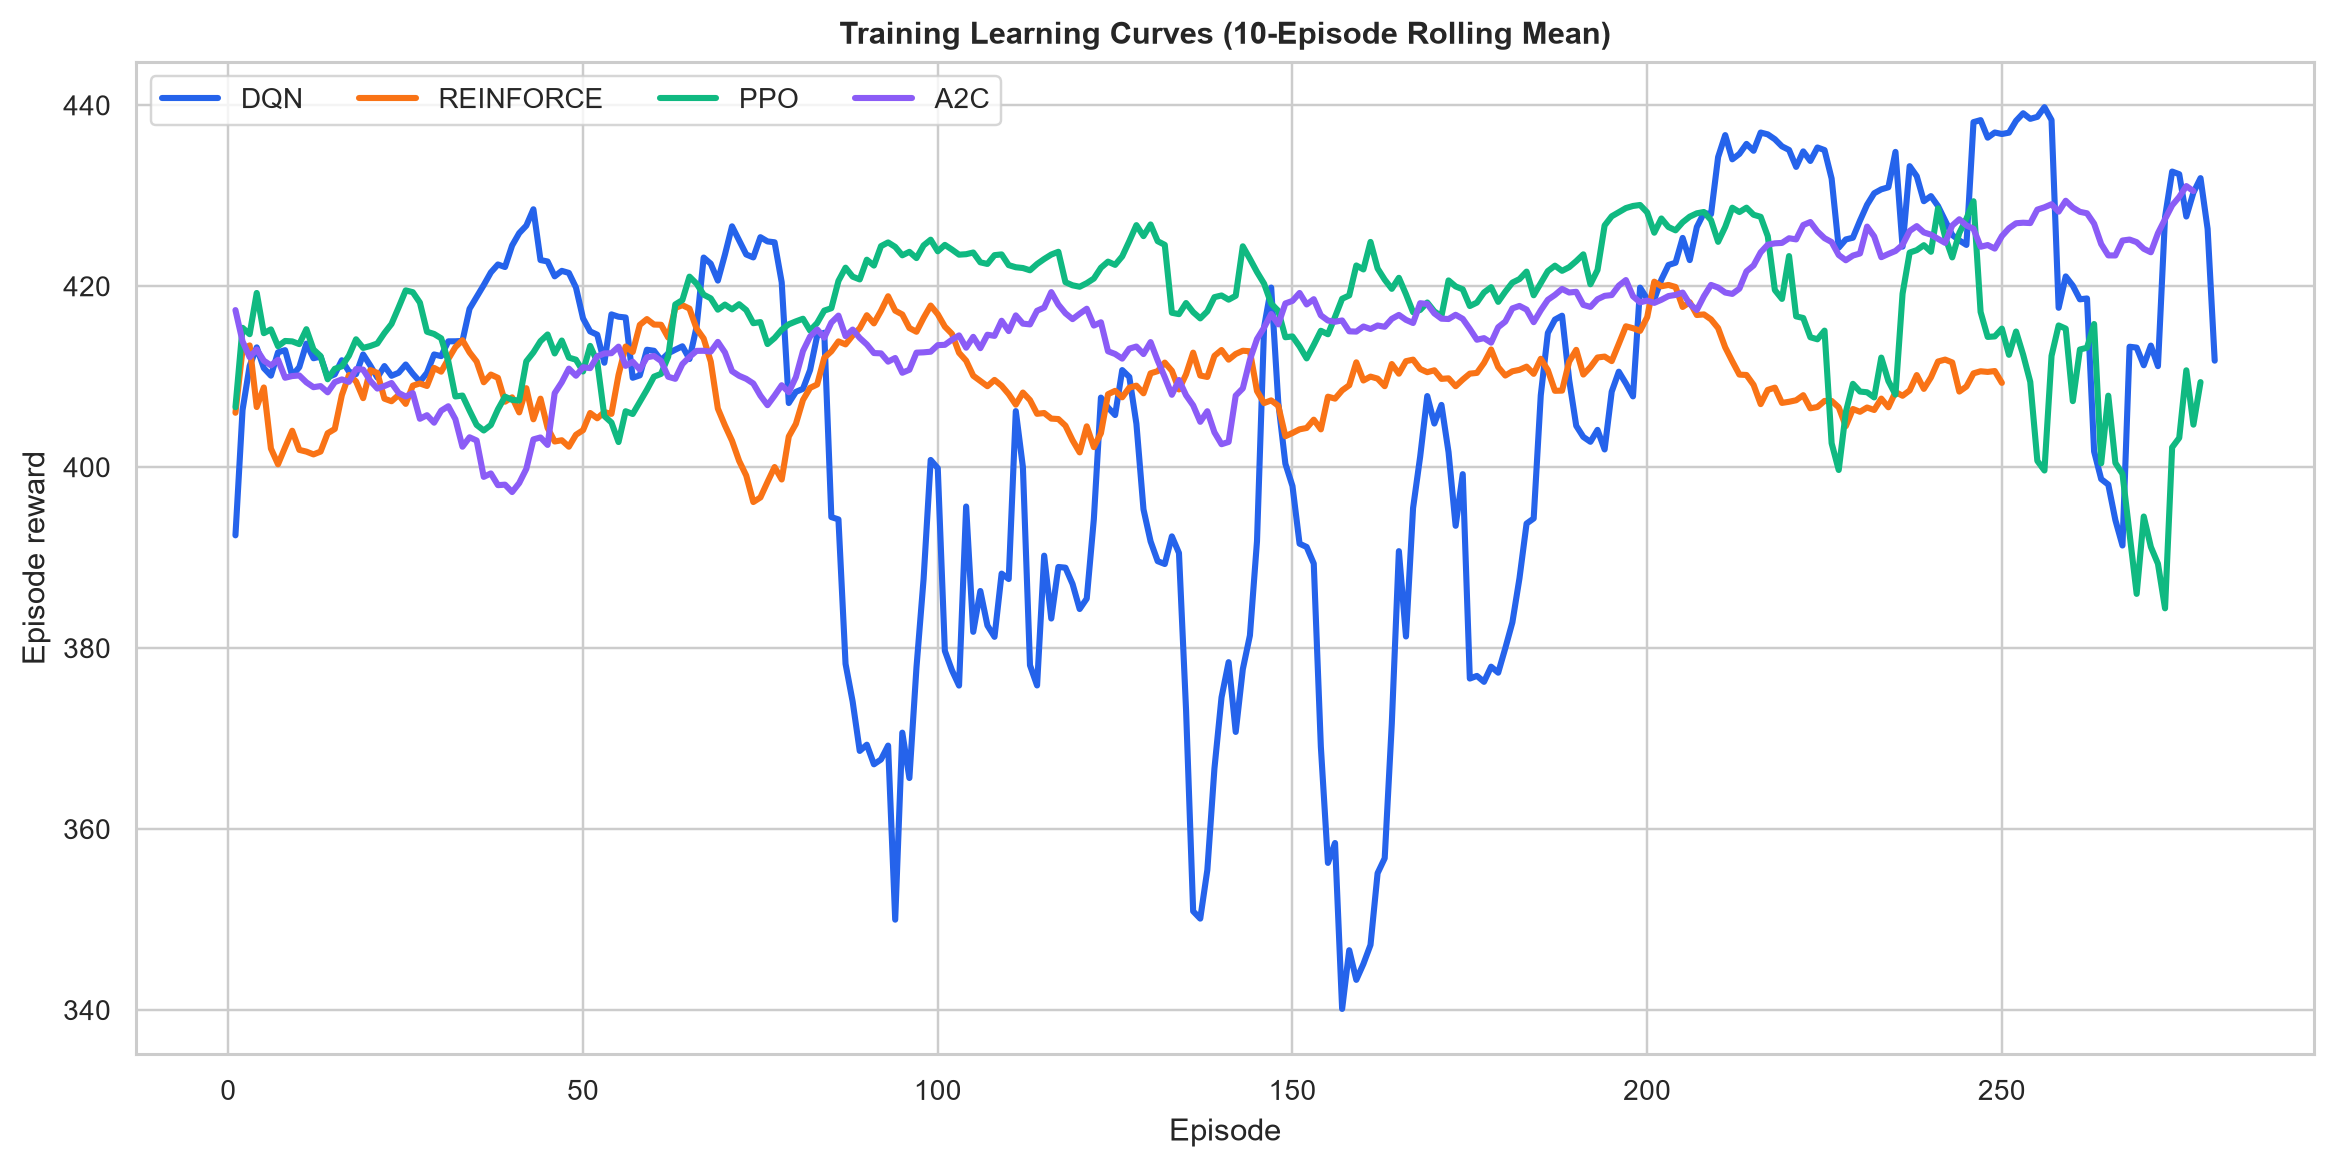 Training Learning Curves (10-Episode Rolling Mean)
DQN REINFORCE PPO A2C
440
420
400
380
360
340
Episode reward
0 50 100 150 200 250
Episode